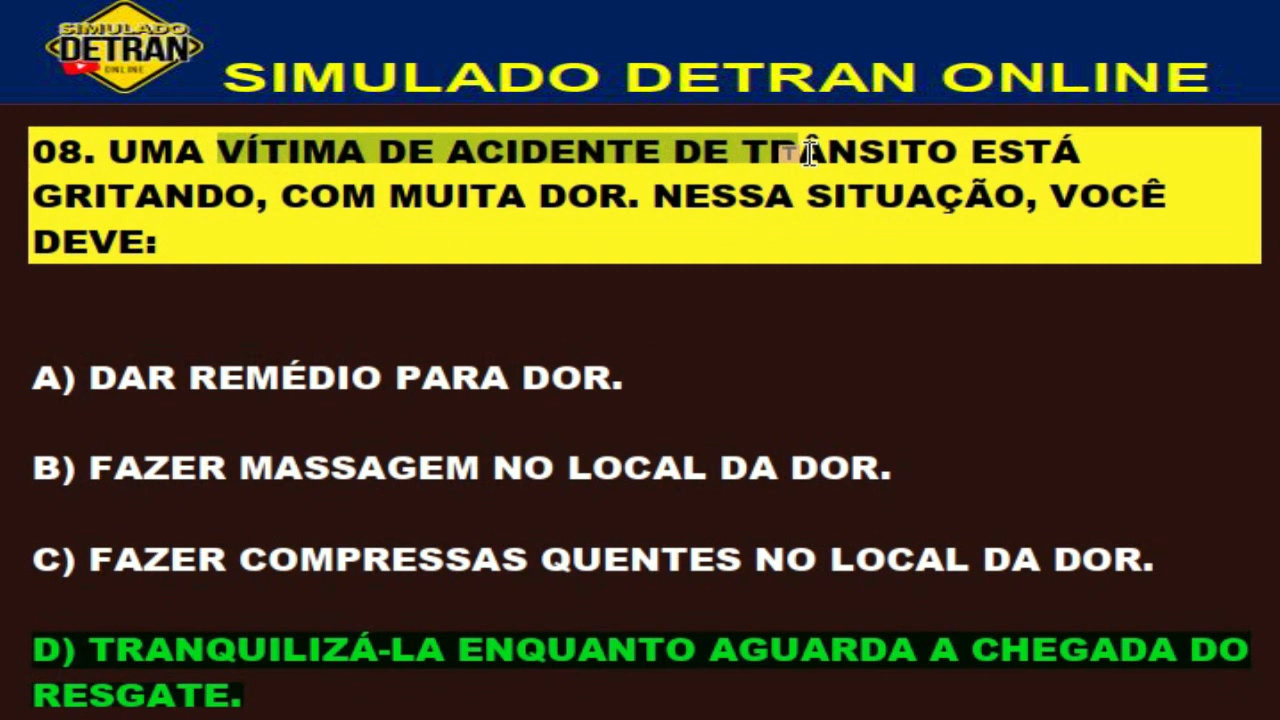 SIMULADO
DETRAN
ONLINE
SIMULADO DETRAN ONLINE
08. UMA VÍTIMA DE ACIDENTE DE TRÂNSITO ESTÁ
GRITANDO, COM MUITA DOR. NESSA SITUAÇÃO, VOCÊ
DEVE:
A) DAR REMÉDIO PARA DOR.
B) FAZER MASSAGEM NO LOCAL DA DOR.
C) FAZER COMPRESSAS QUENTES NO LOCAL DA DOR.
D) TRANQUILIZÁ-LA ENQUANTO AGUARDA A CHEGADA DO
RESGATE.